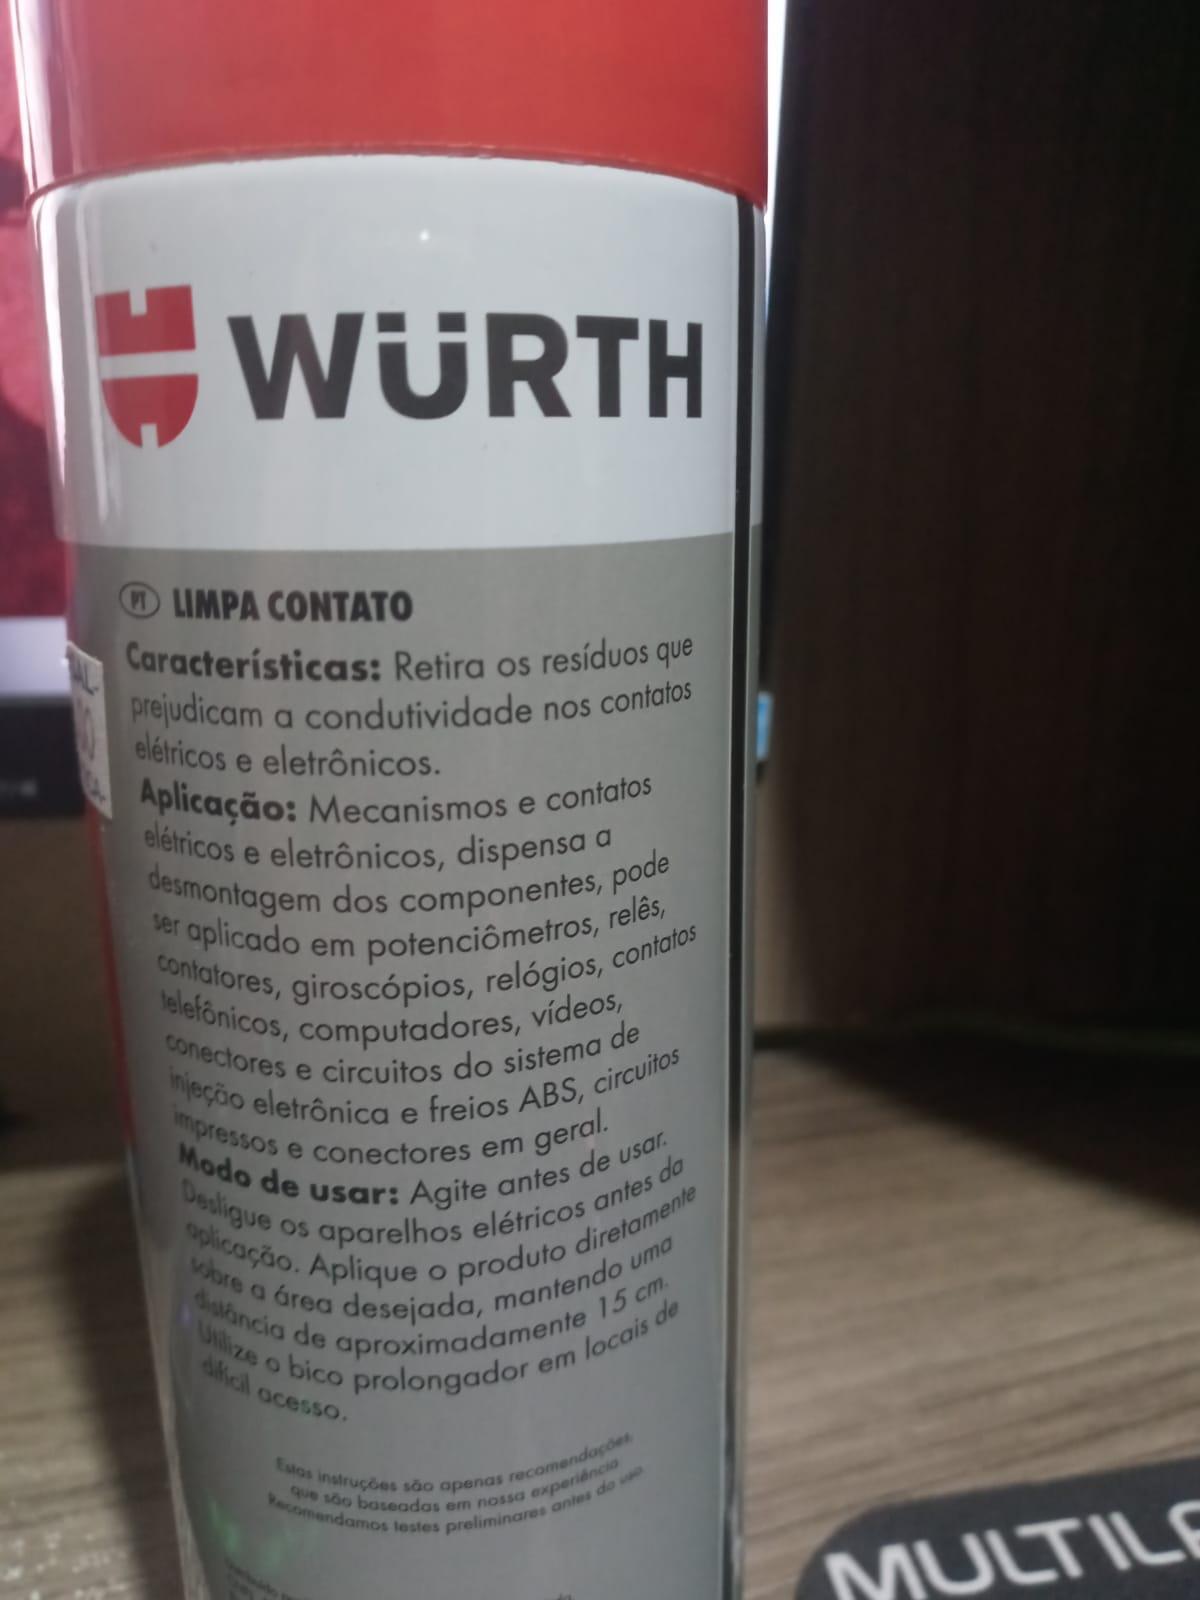 WÜRTH
PT LIMPA CONTATO
Características: Retira os resíduos que
prejudicam a condutividade nos contatos
elétricos e eletrônicos.
Aplicação: Mecanismos e contatos
elétricos e eletrônicos, dispensa a
desmontagem dos componentes, pode
ser aplicado em potenciômetros, relês,
contatores, giroscópios, relógios, contatos
telefônicos, computadores, vídeos,
conectores e circuitos do sistema de
injeção eletrônica e freios ABS, circuitos
impressos e conectores em geral.
Modo de usar: Agite antes de usar.
Desligue os aparelhos elétricos antes da
aplicação. Aplique o produto diretamente
sobre a área desejada, mantendo uma
distância de aproximadamente 15 cm.
Utilize o bico prolongador em locais de
difícil acesso.
Estas instruções são apenas recomendações,
que são baseadas em nossa experiência
Recomendamos testes preliminares antes do uso
MULTILE